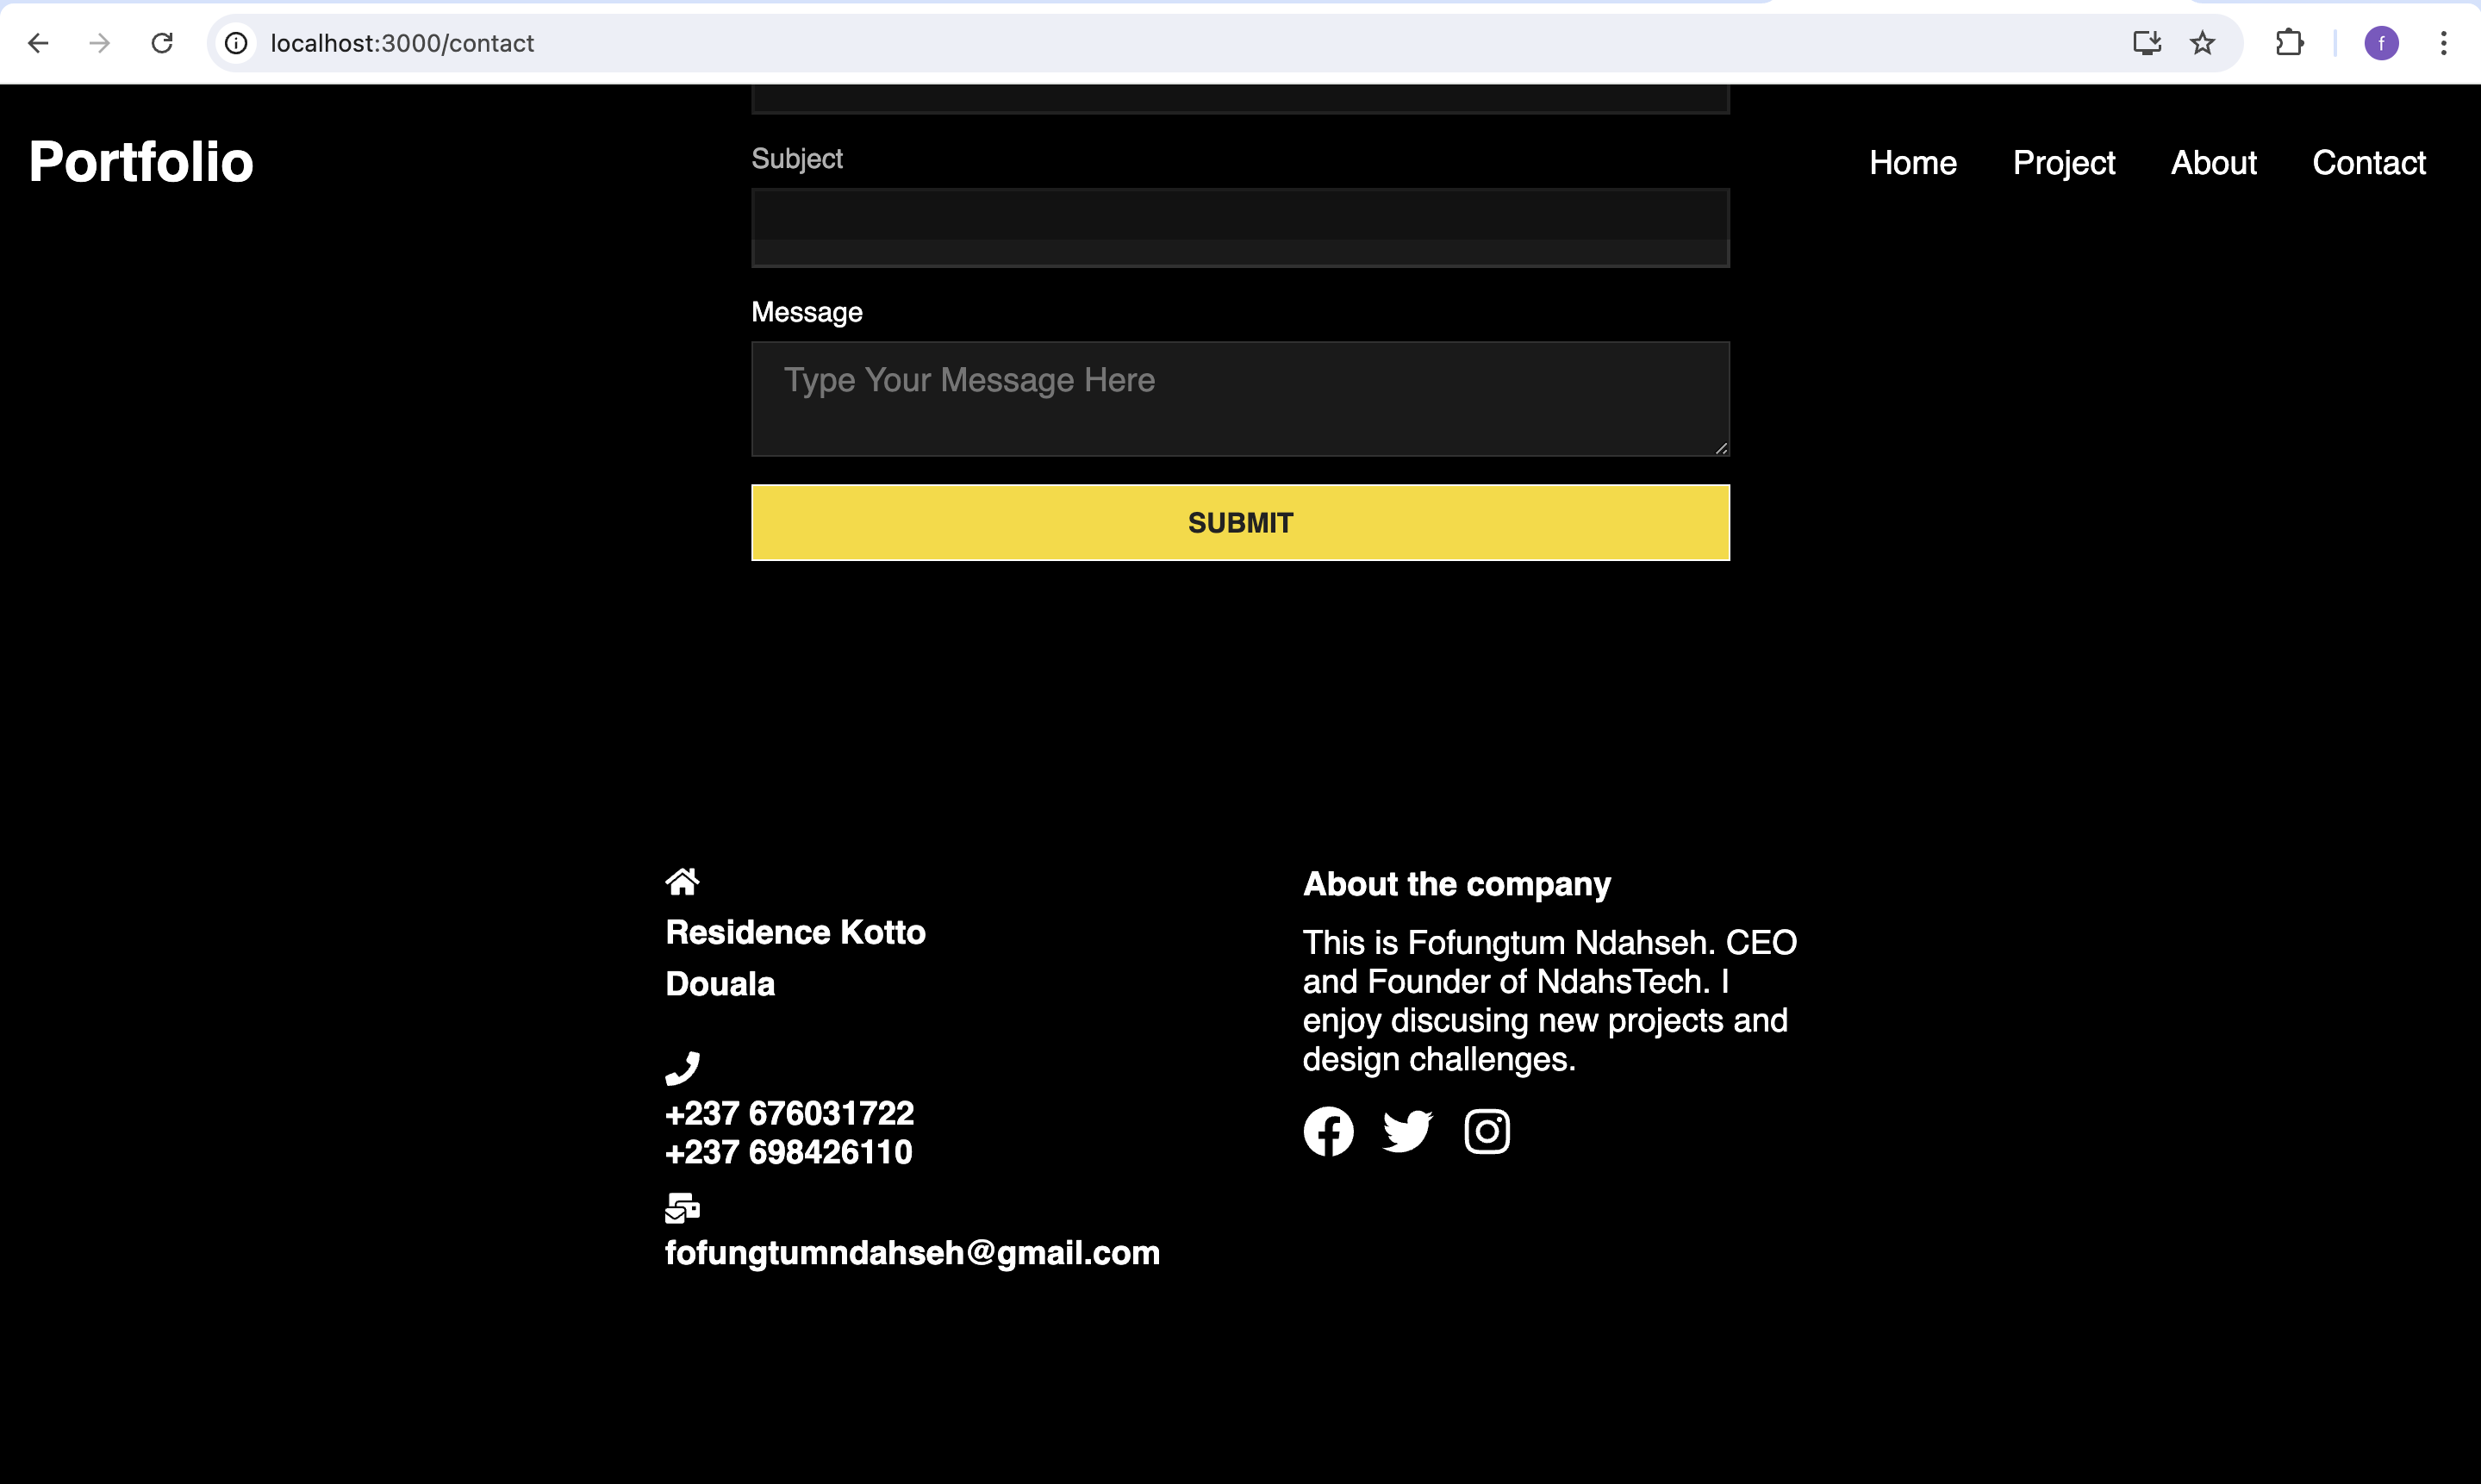 localhost:3000/contact
f
Portfolio
Home Project About Contact
Subject
Message
Type Your Message Here
SUBMIT
Residence Kotto
Douala
+237 676031722
+237 698426110
fofungtumndahseh@gmail.com
About the company
This is Fofungtum Ndahseh. CEO
and Founder of NdahsTech. I
enjoy discusing new projects and
design challenges.